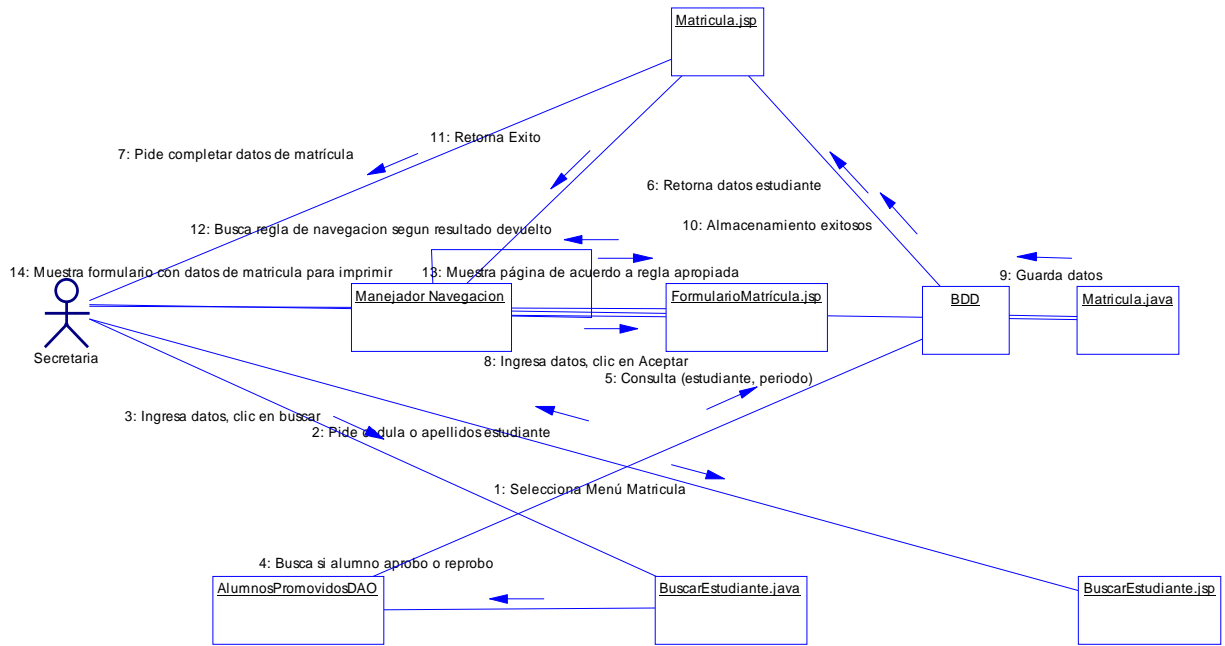 Matricula.jsp
11: Retorna Exito
7: Pide completar datos de matrícula
6: Retorna datos estudiante
12: Busca regla de navegacion segun resultado devuelto
10: Almacenamiento exitosos
14: Muestra formulario con datos de matricula para imprimir
13: Muestra página de acuerdo a regla apropiada
9: Guarda datos
Manejador Navegacion
FormularioMatrícula.jsp
BDD
Matricula.java
Secretaria
8: Ingresa datos, clic en Aceptar
5: Consulta (estudiante, periodo)
3: Ingresa datos, clic en buscar
2: Pide cedula o apellidos estudiante
1: Selecciona Menú Matricula
4: Busca si alumno aprobo o reprobo
AlumnosPromovidosDAO
BuscarEstudiante.java
BuscarEstudiante.jsp